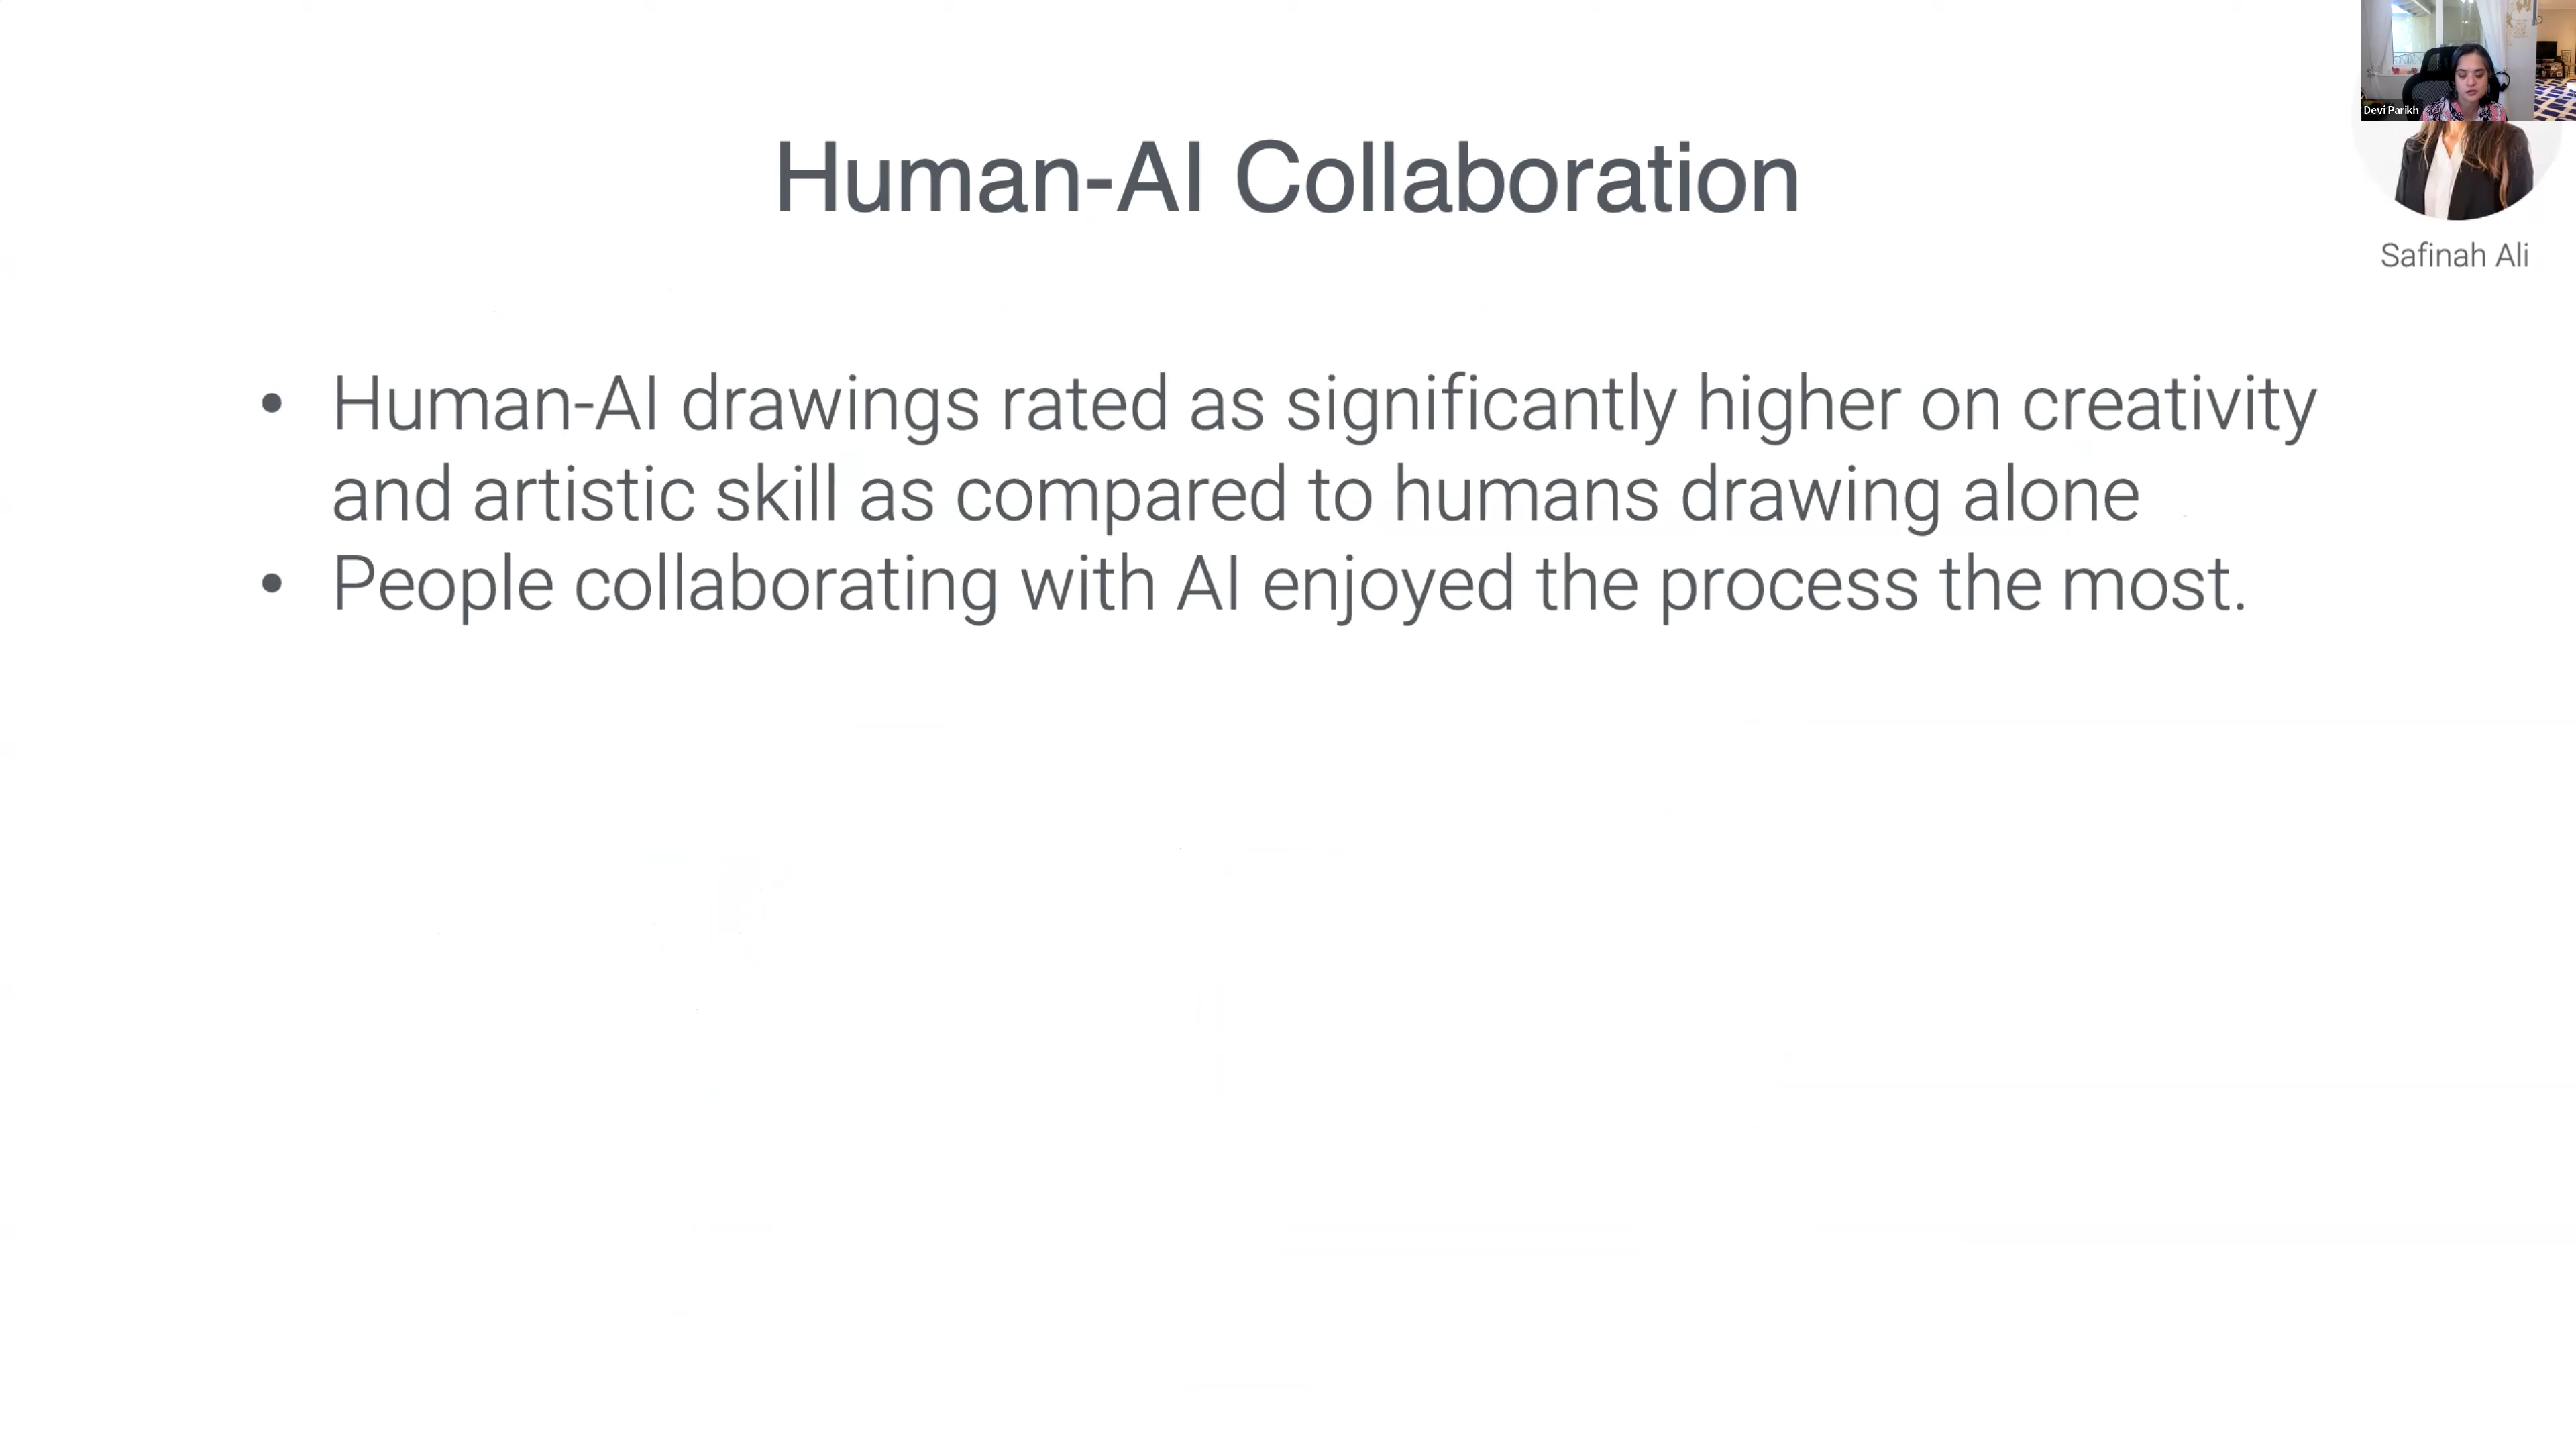 Devi Parikh
Human-AI Collaboration
Safinah Ali
• Human-AI drawings rated as significantly higher on creativity
and artistic skill as compared to humans drawing alone
• People collaborating with AI enjoyed the process the most.